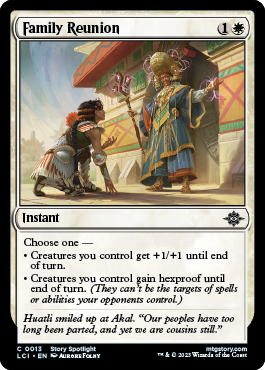 Family Reunion 1
Instant
Choose one —
• Creatures you control get +1/+1 until end
of turn.
• Creatures you control gain hexproof until
end of turn. (They can't be the targets of spells
or abilities your opponents control.)
Huatli smiled up at Akal. “Our peoples have
too long been parted, and yet we are cousins still.”
C 0013 Story Spotlight mtgstory.com
LCI • EN Aurore Folny ™ & © 2023 Wizards of the Coast